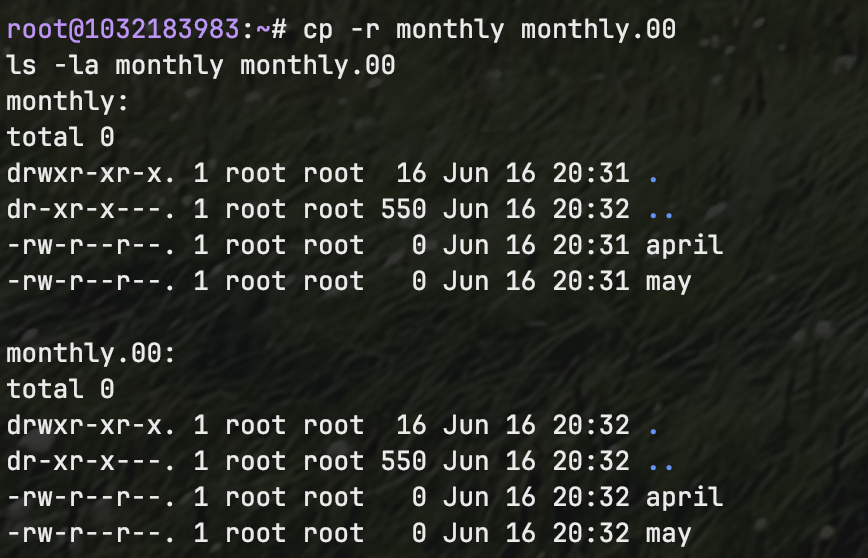 root@1032183983:~# cp -r monthly monthly.00
ls -la monthly monthly.00
monthly:
total 0
drwxr-xr-x. 1 root root  16 Jun 16 20:31 .
dr-xr-x---. 1 root root 550 Jun 16 20:32 ..
-rw-r--r--. 1 root root   0 Jun 16 20:31 april
-rw-r--r--. 1 root root   0 Jun 16 20:31 may

monthly.00:
total 0
drwxr-xr-x. 1 root root  16 Jun 16 20:32 .
dr-xr-x---. 1 root root 550 Jun 16 20:32 ..
-rw-r--r--. 1 root root   0 Jun 16 20:32 april
-rw-r--r--. 1 root root   0 Jun 16 20:32 may